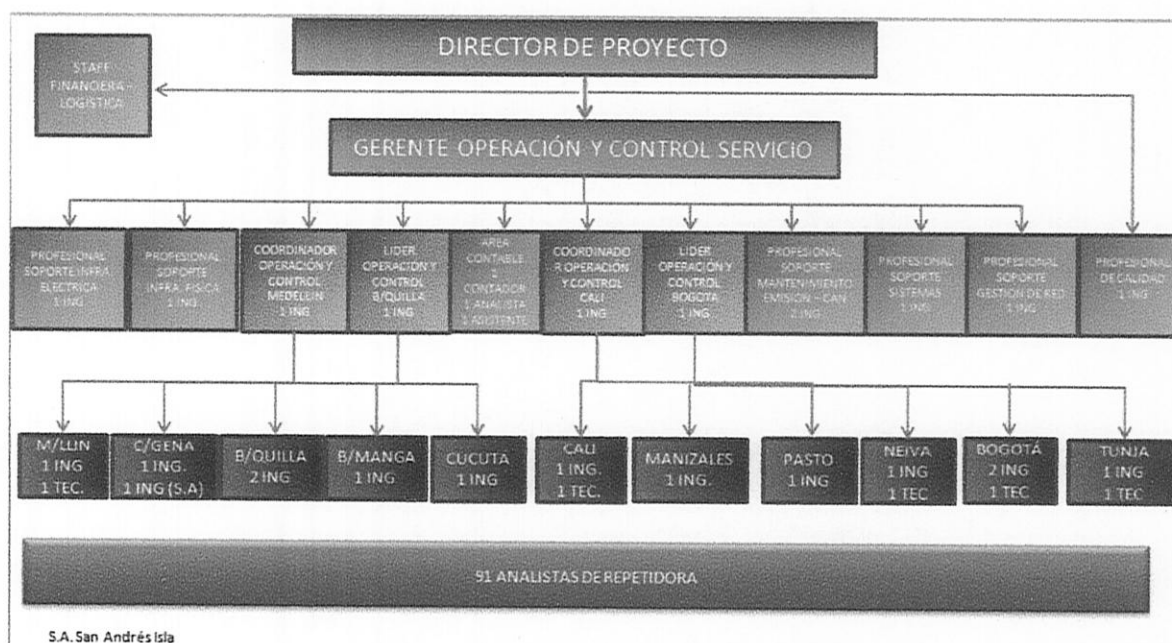 DIRECTOR DE PROYECTO
STAFF
FINANCIERA -
LOGISTICA
GERENTE OPERACIÓN Y CONTROL SERVICIO
PROFESIONAL
SOPORTE INFRA.
ELECTRICA
1 ING
PROFESIONAL
SOPORTE
INFRA. FISICA
1 ING
COORDINADOR
OPERACIÓN Y
CONTROL
MEDELLIN
1 ING
LIDER
OPERACIÓN Y
CONTROL
B/QUILLA
1 ING
AREA
CONTABLE
1
CONTADOR
1 ANALISTA
1 ASISTENTE
COORDINADO
R OPERACIÓN
Y CONTROL
CALI
1 ING
LIDER
OPERACIÓN Y
CONTROL
BOGOTA
1 ING
PROFESIONAL
SOPORTE
MANTENIMIENTO
EMISION – CAN
2 ING
PROFESIONAL
SOPORTE
SISTEMAS
1 ING
PROFESIONAL
SOPORTE
GESTION DE RED
1 ING
PROFESIONAL
DE CALIDAD
1 ING
M/LLIN
1 ING
1 TEC
C/GENA
1 ING.
1 ING (S.A)
B/QUILLA
2 ING
B/MANGA
1 ING
CUCUTA
1 ING
CALI
1 ING.
1 TEC.
MANIZALES
1 ING.
PASTO
1 ING
NEIVA
1 ING
1 TEC
BOGOTÁ
2 ING
1 TEC
TUNJA
1 ING
1 TEC
91 ANALISTAS DE REPETIDORA
S.A. San Andrés Isla